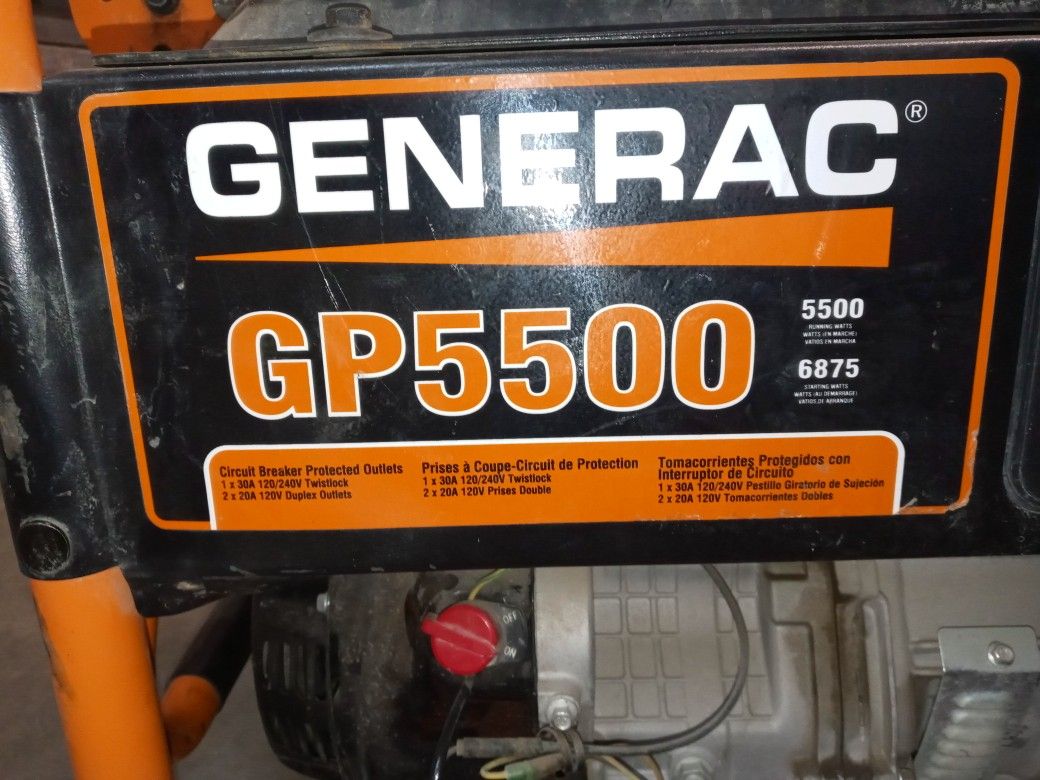 GENERAC®
GP5500
5500
RUNNING WATTS
WATTS (EN MARCHE)
VATIOS EN MARCHA
6875
STARTING WATTS
WATTS (AU DEMARRAGE)
VATIOS DE ARRANQUE
Circuit Breaker Protected Outlets
1 x 30A 120/240V Twistlock
2 x 20A 120V Duplex Outlets
Prises à Coupe-Circuit de Protection
1 x 30A 120/240V Twistlock
2 x 20A 120V Prises Double
Tomacorrientes Protegidos con
Interruptor de Circuito
1 x 30A 120/240V Pestillo Giratorio de Sujeción
2 x 20A 120V Tomacorrientes Dobles
OFF
ON